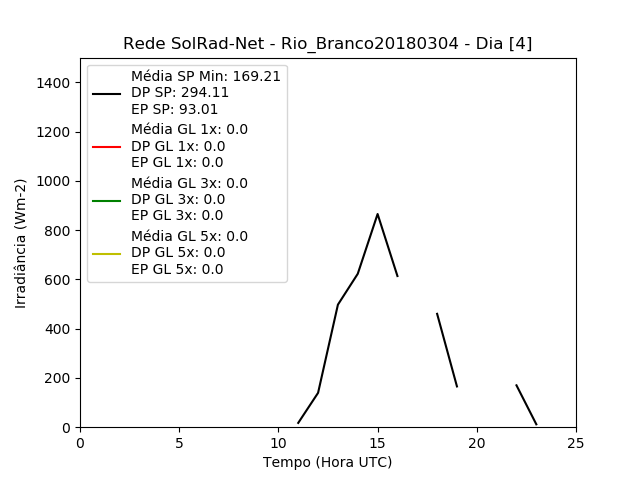 Rede SolRad-Net - Rio_Branco20180304 - Dia [4]
Média SP Min: 169.21
DP SP: 294.11
EP SP: 93.01
Média GL 1x: 0.0
DP GL 1x: 0.0
EP GL 1x: 0.0
Média GL 3x: 0.0
DP GL 3x: 0.0
EP GL 3x: 0.0
Média GL 5x: 0.0
DP GL 5x: 0.0
EP GL 5x: 0.0
Irradiância (Wm-2)
1400
1200
1000
800
600
400
200
0
0 5 10 15 20 25
Tempo (Hora UTC)